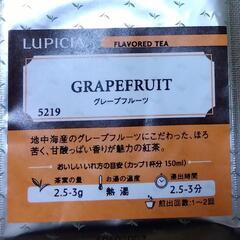 LUPICIA
FLAVORED TEA
GRAPEFRUIT
グレープフルーツ
5219
地中海産のグレープフルーツにこだわった、ほろ
苦く、甘酸っぱい香りが魅力の紅茶。
おいしいいれ方の目安(カップ1杯分 150ml)
茶葉の量 お湯の温度 湯出時間
2.5-3g 熱湯 2.5-3分
煎出回数:1~2回